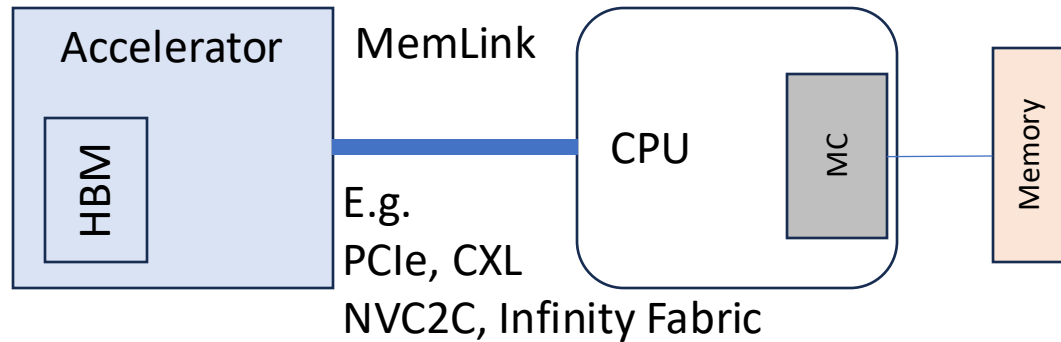 Accelerator
MemLink
HBM
CPU
MC
Memory
E.g.
PCIe, CXL
NVC2C, Infinity Fabric